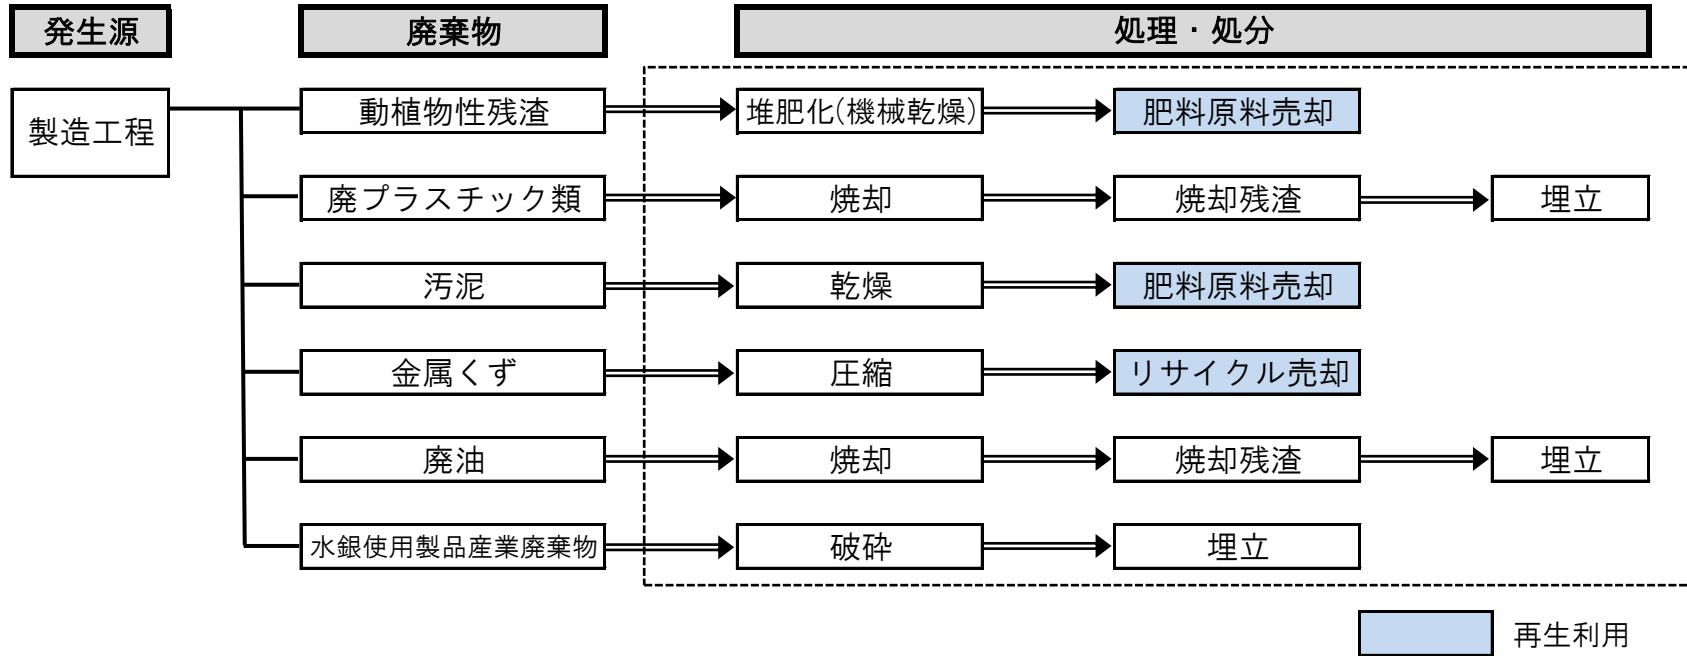 発生源
廃棄物
処理・処分
製造工程
動植物性残渣
堆肥化(機械乾燥)
肥料原料売却
廃プラスチック類
焼却
焼却残渣
埋立
汚泥
乾燥
肥料原料売却
金属くず
圧縮
リサイクル売却
廃油
焼却
焼却残渣
埋立
水銀使用製品産業廃棄物
破砕
埋立
再生利用